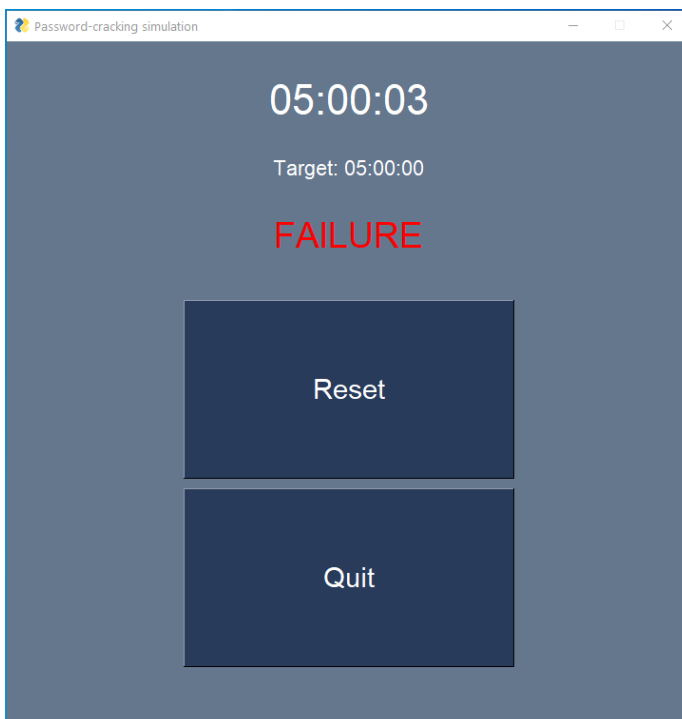 Password-cracking simulation
05:00:03
Target: 05:00:00
FAILURE
Reset
Quit